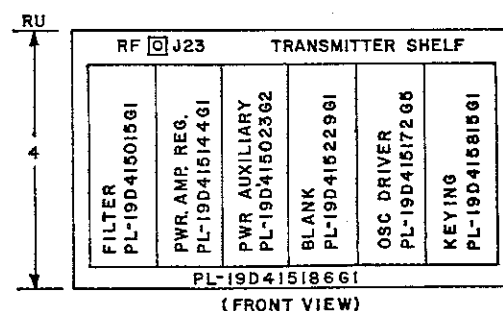 RU
RF J23 TRANSMITTER SHELF
4
FILTER
PL-19D415015G1
PWR. AMP. REG.
PL-19D415144G1
PWR AUXILIARY
PL-19D415023G2
BLANK
PL-19D415229G1
OSC DRIVER
PL-19D415172G5
KEYING
PL-19D415815G1
PL-19D415186G1
(FRONT VIEW)